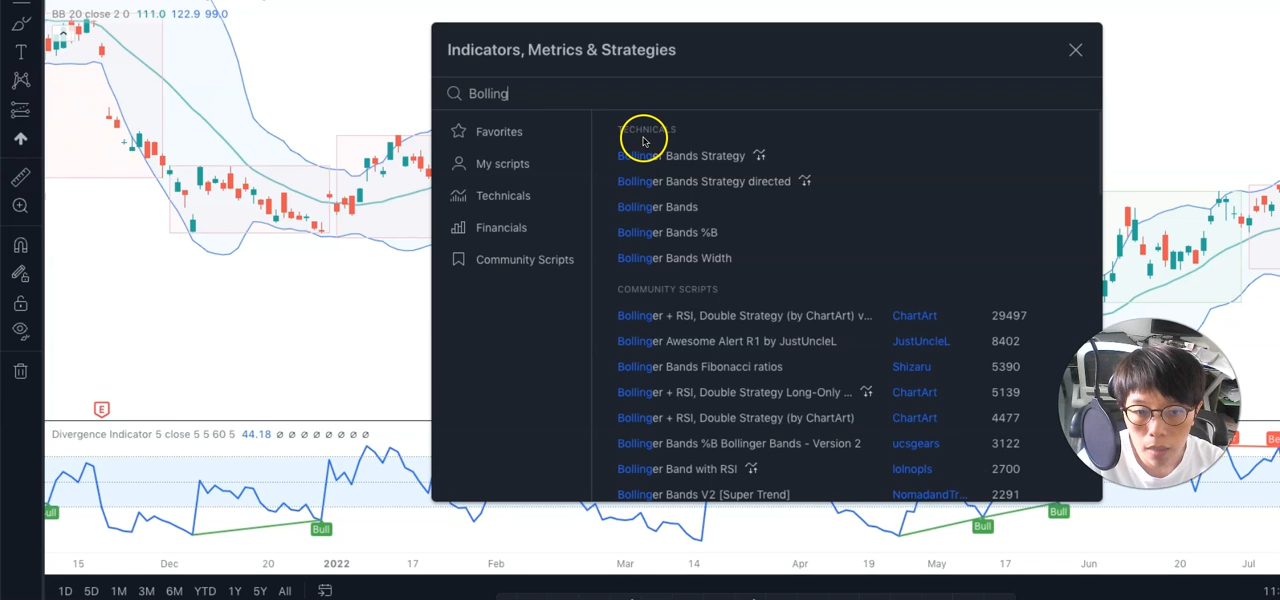 BB 20 close 2 0 111.0 122.9 99.0
Indicators, Metrics & Strategies
Bolling
Favorites
My scripts
Technicals
Financials
Community Scripts
TECHNICALS
Bollinger Bands Strategy
Bollinger Bands Strategy directed
Bollinger Bands
Bollinger Bands %B
Bollinger Bands Width
COMMUNITY SCRIPTS
Bollinger + RSI, Double Strategy (by ChartArt) v... ChartArt 29497
Bollinger Awesome Alert R1 by JustUncleL JustUncleL 8402
Bollinger Bands Fibonacci ratios Shizaru 5390
Bollinger + RSI, Double Strategy Long-Only ... ChartArt 5139
Bollinger + RSI, Double Strategy (by ChartArt) ChartArt 4477
Bollinger Bands %B Bollinger Bands - Version 2 ucsgears 3122
Bollinger Band with RSI lolnopls 2700
Bollinger Bands V2 [Super Trend] NomadandTr... 2291
E
Divergence Indicator 5 close 5 5 60 5 44.18 ø ø ø ø ø ø ø ø
ull
Bull
Bull
Bull
Be
15 Dec 20 2022 17 Feb Mar 14 Apr 19 May 17 Jun 20 Jul
1D 5D 1M 3M 6M YTD 1Y 5Y All
11: